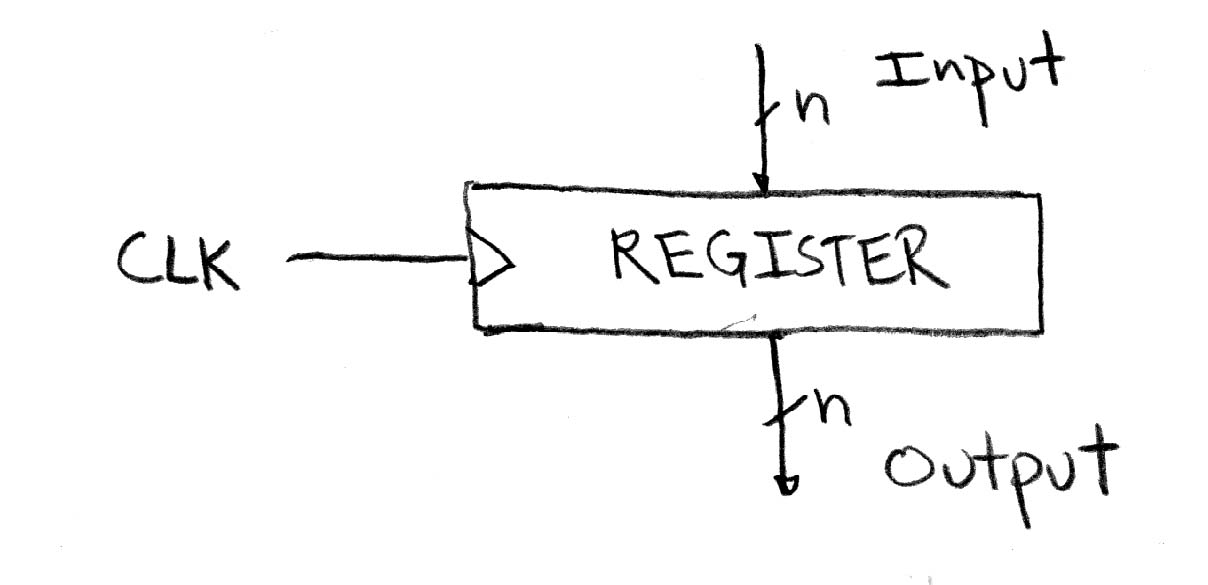 Input
n
CLK
REGISTER
n
Output